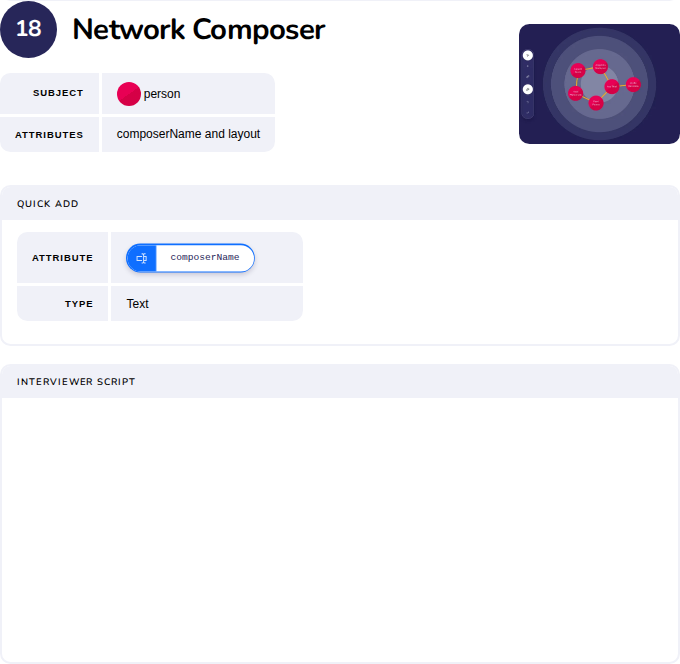 18 Network Composer
SUBJECT person
ATTRIBUTES composerName and layout
QUICK ADD
ATTRIBUTE composerName
TYPE Text
INTERVIEWER SCRIPT